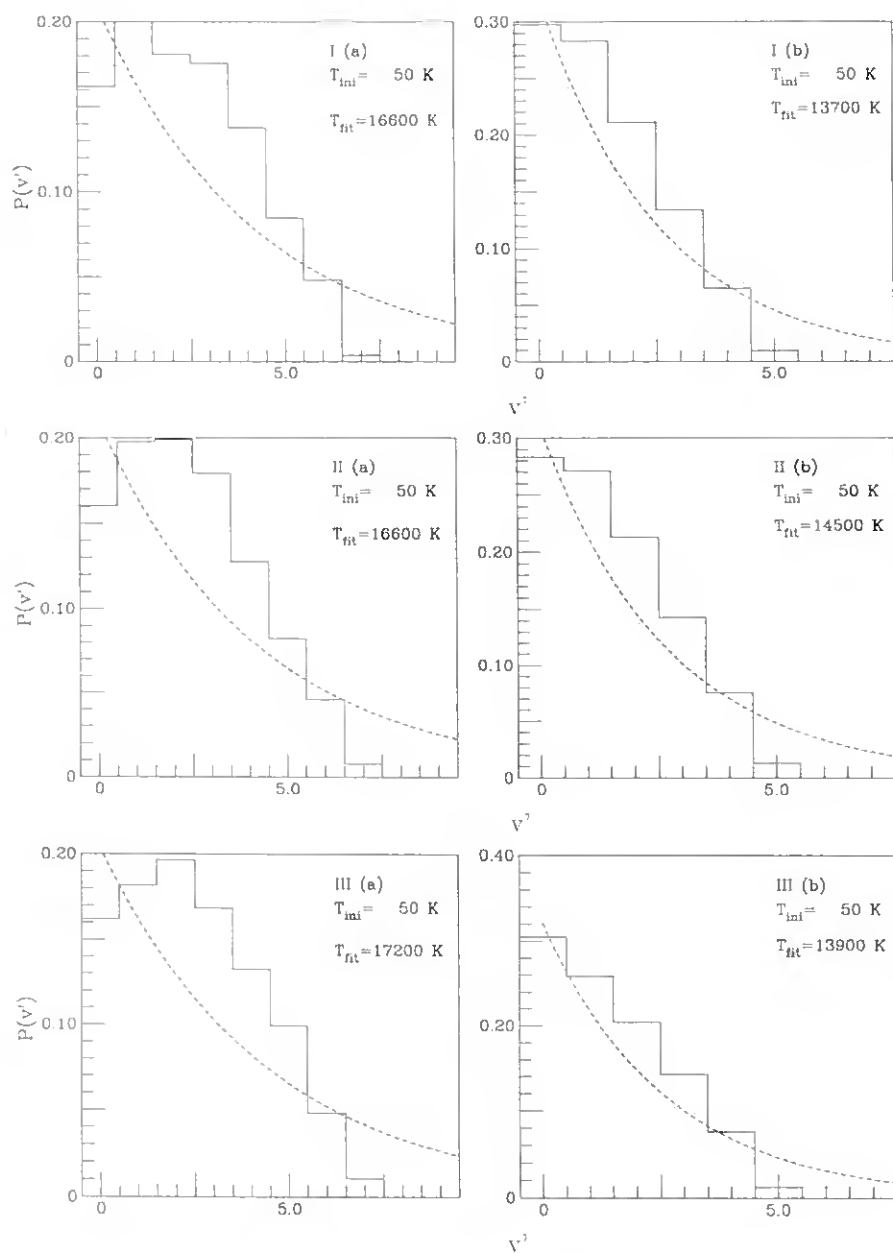 0.20
0.10
0
P(v')
I (a)
T_ini= 50 K
T_fit=16600 K
0
5.0
0.30
0.20
0.10
0
I (b)
T_ini= 50 K
T_fit=13700 K
0
5.0
V'
0.20
0.10
0
P(v')
II (a)
T_ini= 50 K
T_fit=16600 K
0
5.0
0.30
0.20
0.10
0
II (b)
T_ini= 50 K
T_fit=14500 K
0
5.0
V'
0.20
0.10
0
P(v')
III (a)
T_ini= 50 K
T_fit=17200 K
0
5.0
0.40
0.20
0
III (b)
T_ini= 50 K
T_fit=13900 K
0
5.0
V'